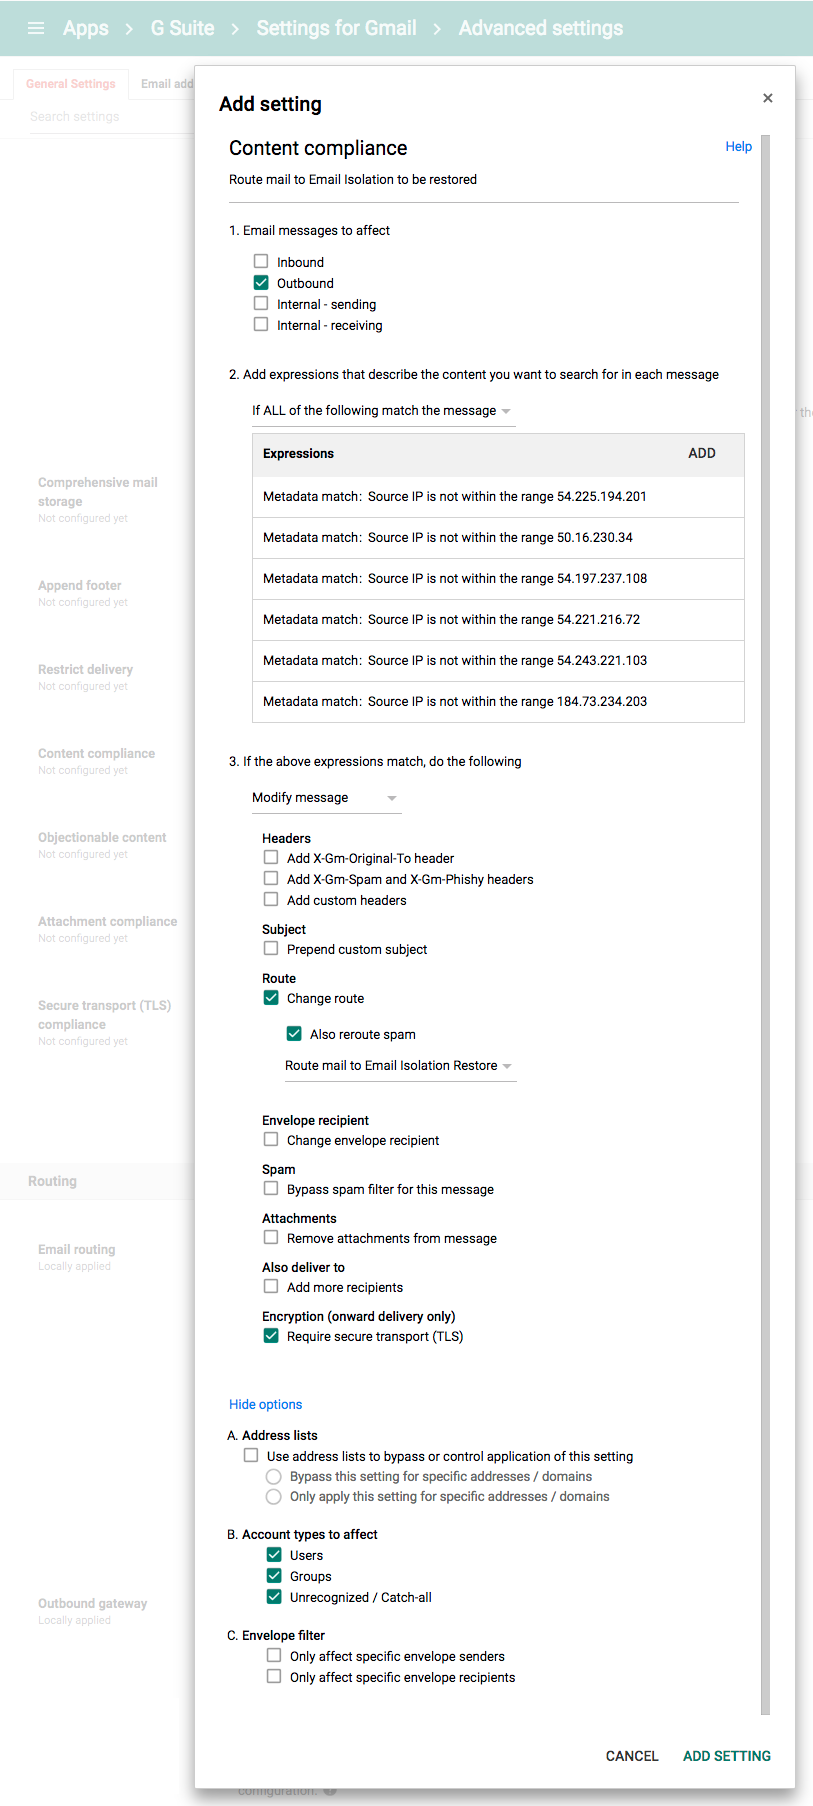 Apps > G Suite > Settings for Gmail > Advanced settings
General Settings Email add
Search settings
Add setting
×
Content compliance Help
Route mail to Email Isolation to be restored
1. Email messages to affect
Inbound
Outbound
Internal - sending
Internal - receiving
2. Add expressions that describe the content you want to search for in each message
If ALL of the following match the message
Expressions ADD
Metadata match: Source IP is not within the range 54.225.194.201
Metadata match: Source IP is not within the range 50.16.230.34
Metadata match: Source IP is not within the range 54.197.237.108
Metadata match: Source IP is not within the range 54.221.216.72
Metadata match: Source IP is not within the range 54.243.221.103
Metadata match: Source IP is not within the range 184.73.234.203
3. If the above expressions match, do the following
Modify message
Headers
Add X-Gm-Original-To header
Add X-Gm-Spam and X-Gm-Phishy headers
Add custom headers
Subject
Prepend custom subject
Route
Change route
Also reroute spam
Route mail to Email Isolation Restore
Envelope recipient
Change envelope recipient
Spam
Bypass spam filter for this message
Attachments
Remove attachments from message
Also deliver to
Add more recipients
Encryption (onward delivery only)
Require secure transport (TLS)
Hide options
A. Address lists
Use address lists to bypass or control application of this setting
Bypass this setting for specific addresses / domains
Only apply this setting for specific addresses / domains
B. Account types to affect
Users
Groups
Unrecognized / Catch-all
C. Envelope filter
Only affect specific envelope senders
Only affect specific envelope recipients
CANCEL ADD SETTING
Comprehensive mail
storage
Not configured yet
Append footer
Not configured yet
Restrict delivery
Not configured yet
Content compliance
Not configured yet
Objectionable content
Not configured yet
Attachment compliance
Not configured yet
Secure transport (TLS)
compliance
Not configured yet
Routing
Email routing
Locally applied
Outbound gateway
Locally applied
configuration.